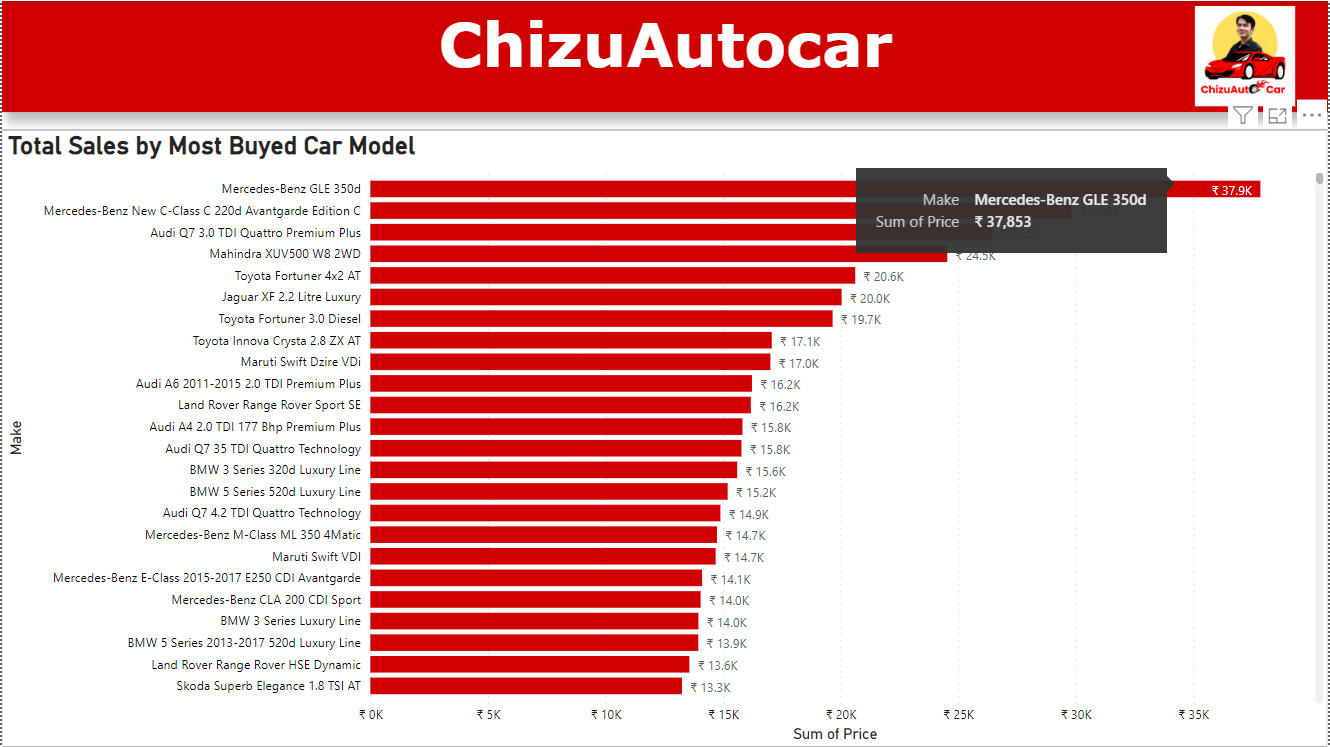 ChizuAutocar
ChizuAuto Car
Total Sales by Most Buyed Car Model
Make Mercedes-Benz GLE 350d
Sum of Price ₹ 37,853
Mercedes-Benz GLE 350d ₹ 37.9K
Mercedes-Benz New C-Class C 220d Avantgarde Edition C
Audi Q7 3.0 TDI Quattro Premium Plus
Mahindra XUV500 W8 2WD ₹ 24.5K
Toyota Fortuner 4x2 AT ₹ 20.6K
Jaguar XF 2.2 Litre Luxury ₹ 20.0K
Toyota Fortuner 3.0 Diesel ₹ 19.7K
Toyota Innova Crysta 2.8 ZX AT ₹ 17.1K
Maruti Swift Dzire VDi ₹ 17.0K
Audi A6 2011-2015 2.0 TDI Premium Plus ₹ 16.2K
Land Rover Range Rover Sport SE ₹ 16.2K
Audi A4 2.0 TDI 177 Bhp Premium Plus ₹ 15.8K
Audi Q7 35 TDI Quattro Technology ₹ 15.8K
BMW 3 Series 320d Luxury Line ₹ 15.6K
BMW 5 Series 520d Luxury Line ₹ 15.2K
Audi Q7 4.2 TDI Quattro Technology ₹ 14.9K
Mercedes-Benz M-Class ML 350 4Matic ₹ 14.7K
Maruti Swift VDI ₹ 14.7K
Mercedes-Benz E-Class 2015-2017 E250 CDI Avantgarde ₹ 14.1K
Mercedes-Benz CLA 200 CDI Sport ₹ 14.0K
BMW 3 Series Luxury Line ₹ 14.0K
BMW 5 Series 2013-2017 520d Luxury Line ₹ 13.9K
Land Rover Range Rover HSE Dynamic ₹ 13.6K
Skoda Superb Elegance 1.8 TSI AT ₹ 13.3K
Make
₹ 0K ₹ 5K ₹ 10K ₹ 15K ₹ 20K ₹ 25K ₹ 30K ₹ 35K
Sum of Price